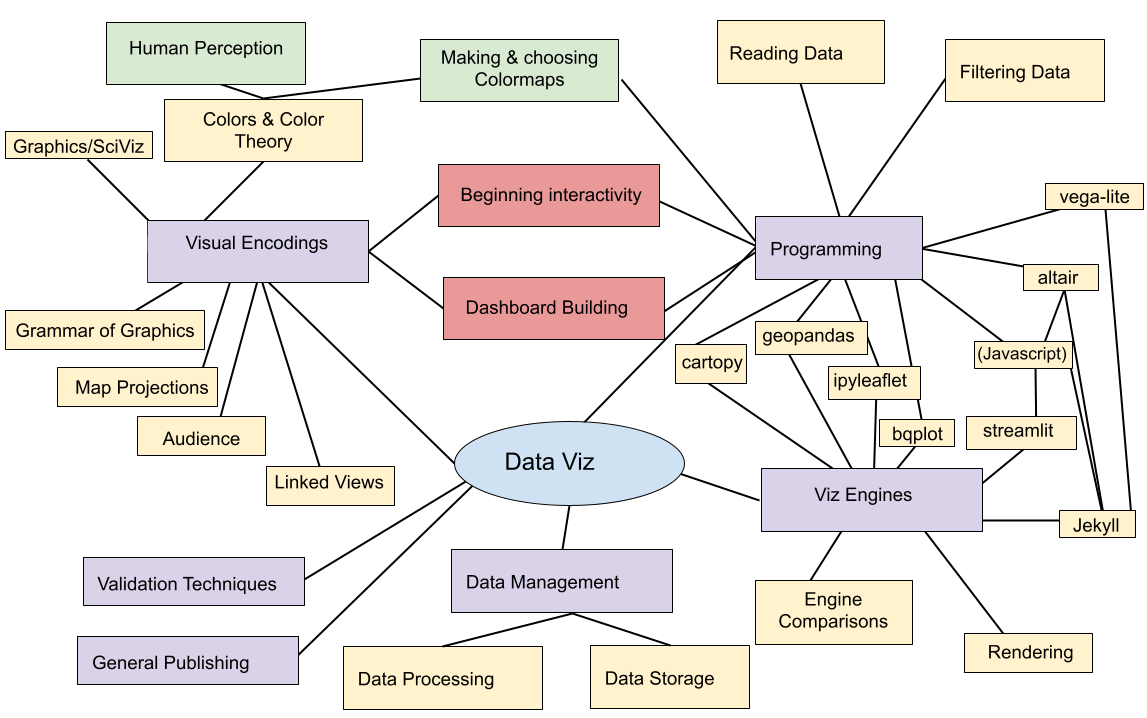 Human Perception
Making & choosing
Colormaps
Reading Data
Filtering Data
Colors & Color
Theory
Graphics/SciViz
Beginning interactivity
vega-lite
Visual Encodings
Programming
altair
Grammar of Graphics
Dashboard Building
geopandas
(Javascript)
cartopy
ipyleaflet
Map Projections
Audience
bqplot
streamlit
Data Viz
Linked Views
Viz Engines
Jekyll
Validation Techniques
Data Management
Engine
Comparisons
General Publishing
Data Processing
Data Storage
Rendering